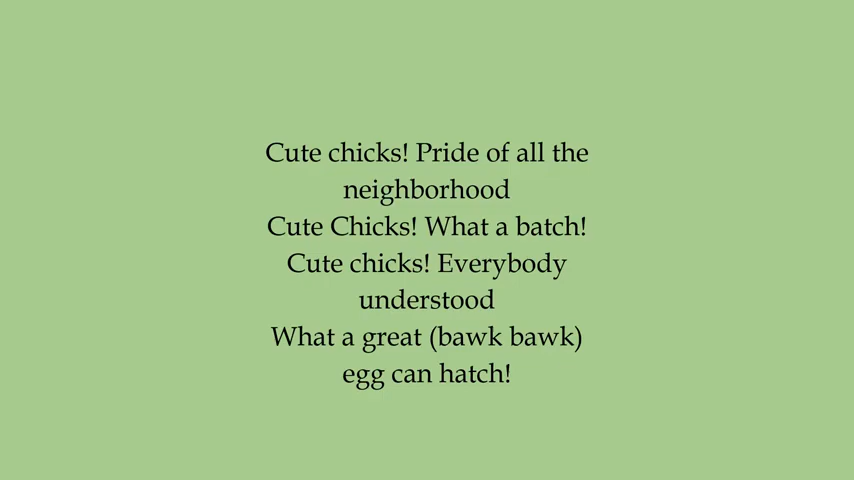 Cute chicks! Pride of all the
neighborhood
Cute Chicks! What a batch!
Cute chicks! Everybody
understood
What a great (bawk bawk)
egg can hatch!